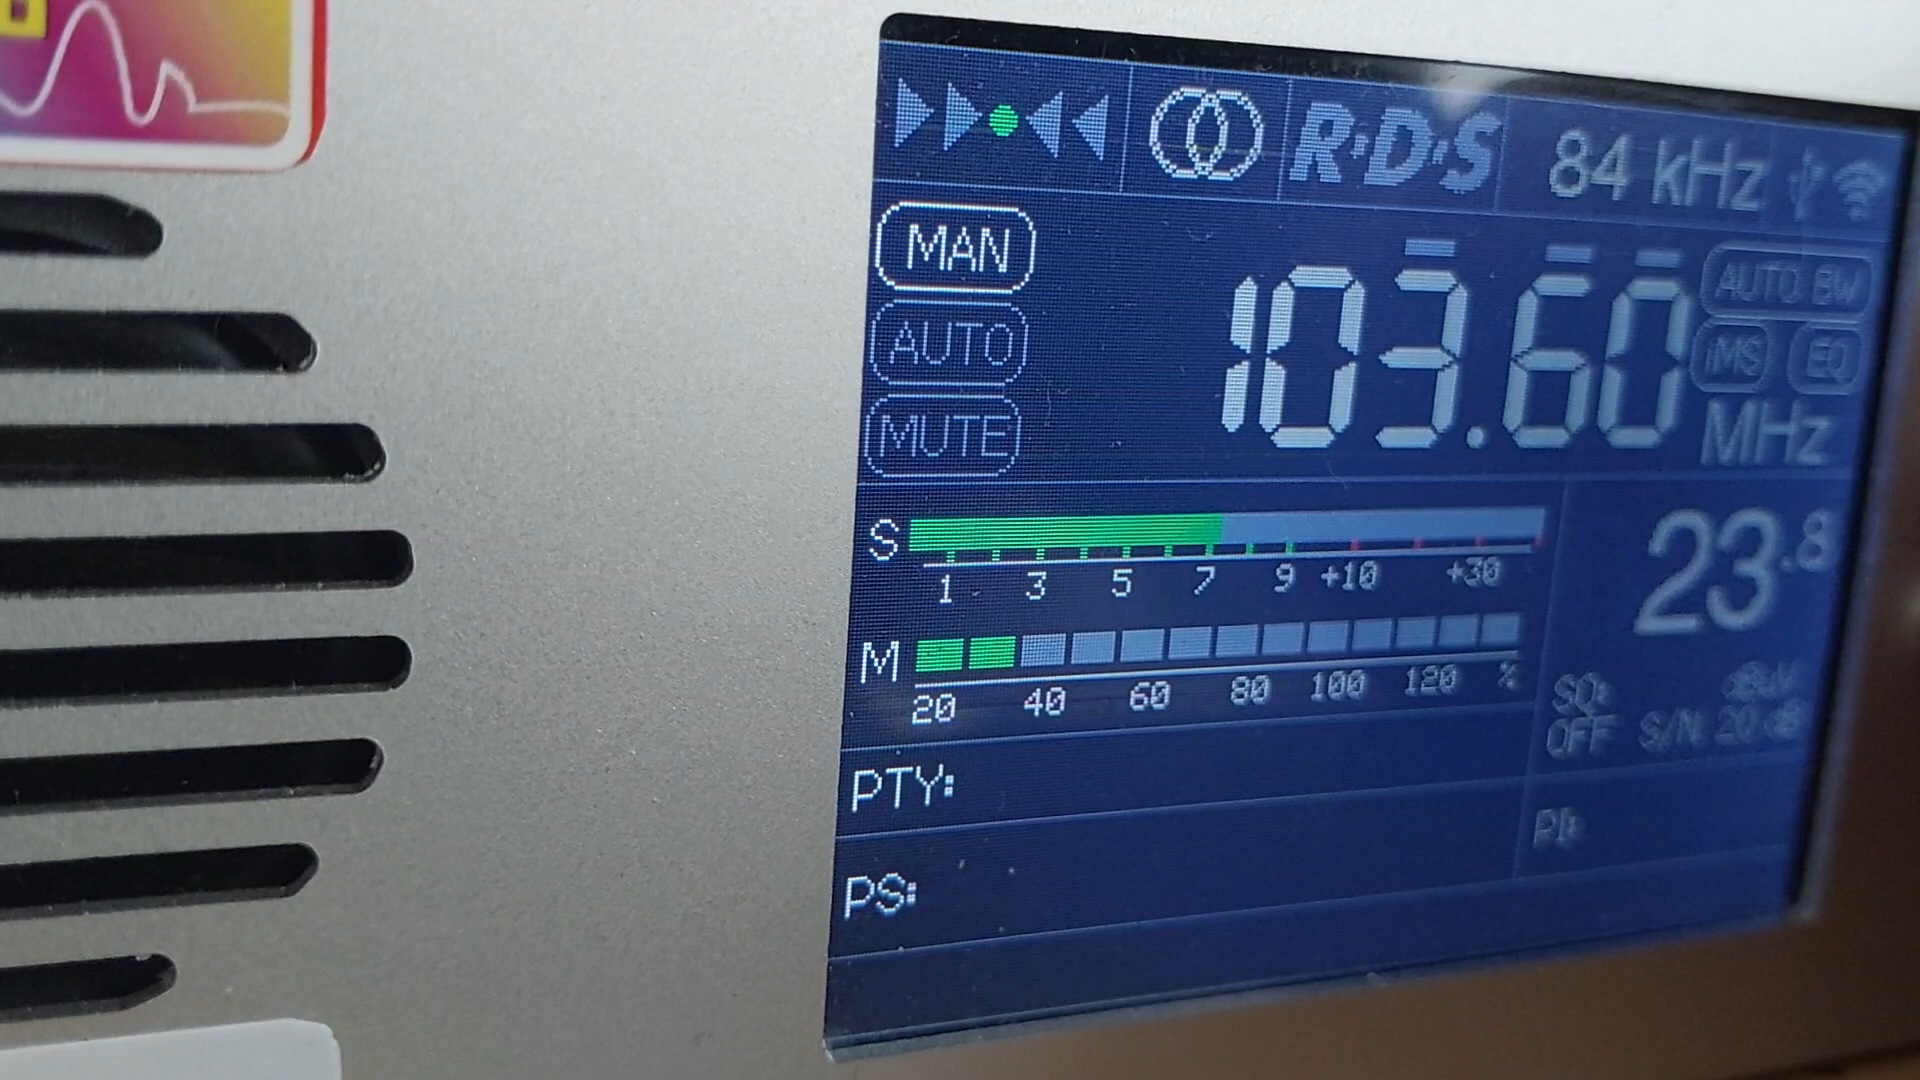 R·D·S 84 kHz
MAN
AUTO
MUTE
103.60 MHz
AUTO BW
iMS EQ
S
1 3 5 7 9 +10 +30
23.8
dBuV
M
20 40 60 80 100 120 %
SQ:
OFF
S/N: 20 dB
PTY:
PI:
PS: